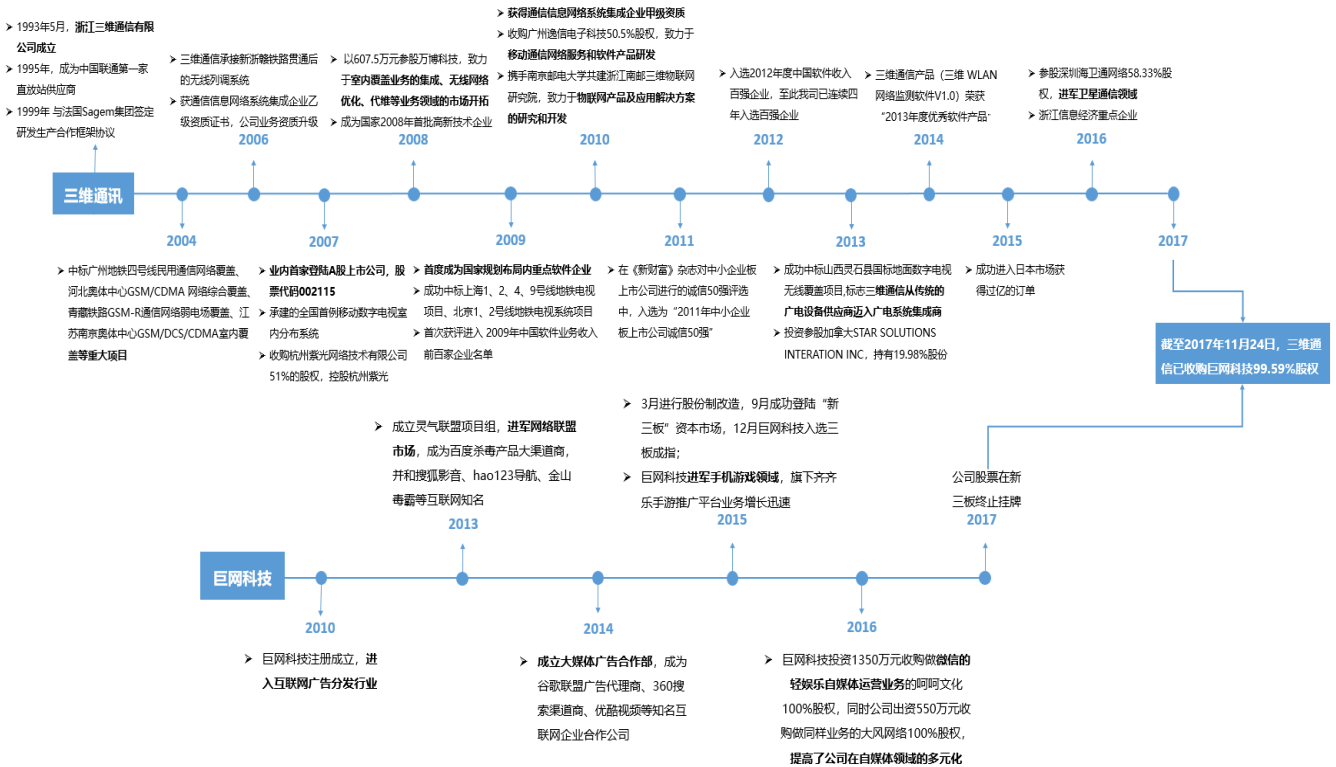 ➢ 1993年5月，浙江三维通信有限
公司成立
➢ 1995年，成为中国联通第一家
直放站供应商
➢ 1999年 与法国Sagem集团签定
研发生产合作框架协议
➢ 三维通信承接新浙赣铁路贯通后
的无线列调系统
➢ 获通信信息网络系统集成企业乙
级资质证书，公司业务资质升级
2006
➢ 以607.5万元参股万博科技，致力
于室内覆盖业务的集成、无线网络
优化、代维等业务领域的市场开拓
➢ 成为国家2008年首批高新技术企业
2008
➢ 获得通信信息网络系统集成企业甲级资质
➢ 收购广州逸信电子科技50.5%股权，致力于
移动通信网络服务和软件产品研发
➢ 携手南京邮电大学共建浙江南邮三维物联网
研究院，致力于物联网产品及应用解决方案
的研究和开发
2010
➢ 入选2012年度中国软件收入
百强企业，至此我司已连续四
年入选百强企业
2012
➢ 三维通信产品（三维 WLAN
网络监测软件V1.0）荣获
“2013年度优秀软件产品”
2014
➢ 参股深圳海卫通网络58.33%股
权，进军卫星通信领域
➢ 浙江信息经济重点企业
2016
三维通讯
2004
➢ 中标广州地铁四号线民用通信网络覆盖、
河北奥体中心GSM/CDMA 网络综合覆盖、
青藏铁路GSM-R通信网络弱电场覆盖、江
苏南京奥体中心GSM/DCS/CDMA室内覆
盖等重大项目
2007
➢ 业内首家登陆A股上市公司，股
票代码002115
➢ 承建的全国首例移动数字电视室
内分布系统
➢ 收购杭州紫光网络技术有限公司
51%的股权，控股杭州紫光
2009
➢ 首度成为国家规划布局内重点软件企业
➢ 成功中标上海1、2、4、9号线地铁电视
项目、北京1、2号线地铁电视系统项目
➢ 首次获评进入 2009年中国软件业务收入
前百家企业名单
2011
➢ 在《新财富》杂志对中小企业板
上市公司进行的诚信50强评选
中，入选为“2011年中小企业
板上市公司诚信50强”
2013
➢ 成功中标山西灵石县国标地面数字电视
无线覆盖项目,标志三维通信从传统的
广电设备供应商迈入广电系统集成商
➢ 投资参股加拿大STAR SOLUTIONS
INTERATION INC，持有19.98%股份
2015
➢ 成功进入日本市场获
得过亿的订单
2017
截至2017年11月24日，三维通
信已收购巨网科技99.59%股权
➢ 成立灵气联盟项目组，进军网络联盟
市场，成为百度杀毒产品大渠道商，
并和搜狐影音、hao123导航、金山
毒霸等互联网知名
2013
➢ 3月进行股份制改造，9月成功登陆“新
三板”资本市场，12月巨网科技入选三
板成指；
➢ 巨网科技进军手机游戏领域，旗下齐齐
乐手游推广平台业务增长迅速
2015
公司股票在新
三板终止挂牌
2017
巨网科技
2010
➢ 巨网科技注册成立，进
入互联网广告分发行业
2014
➢ 成立大媒体广告合作部，成为
谷歌联盟广告代理商、360搜
索渠道商、优酷视频等知名互
联网企业合作公司
2016
➢ 巨网科技投资1350万元收购做微信的
轻娱乐自媒体运营业务的呵呵文化
100%股权，同时公司出资550万元收
购做同样业务的大风网络100%股权，
提高了公司在自媒体领域的多元化